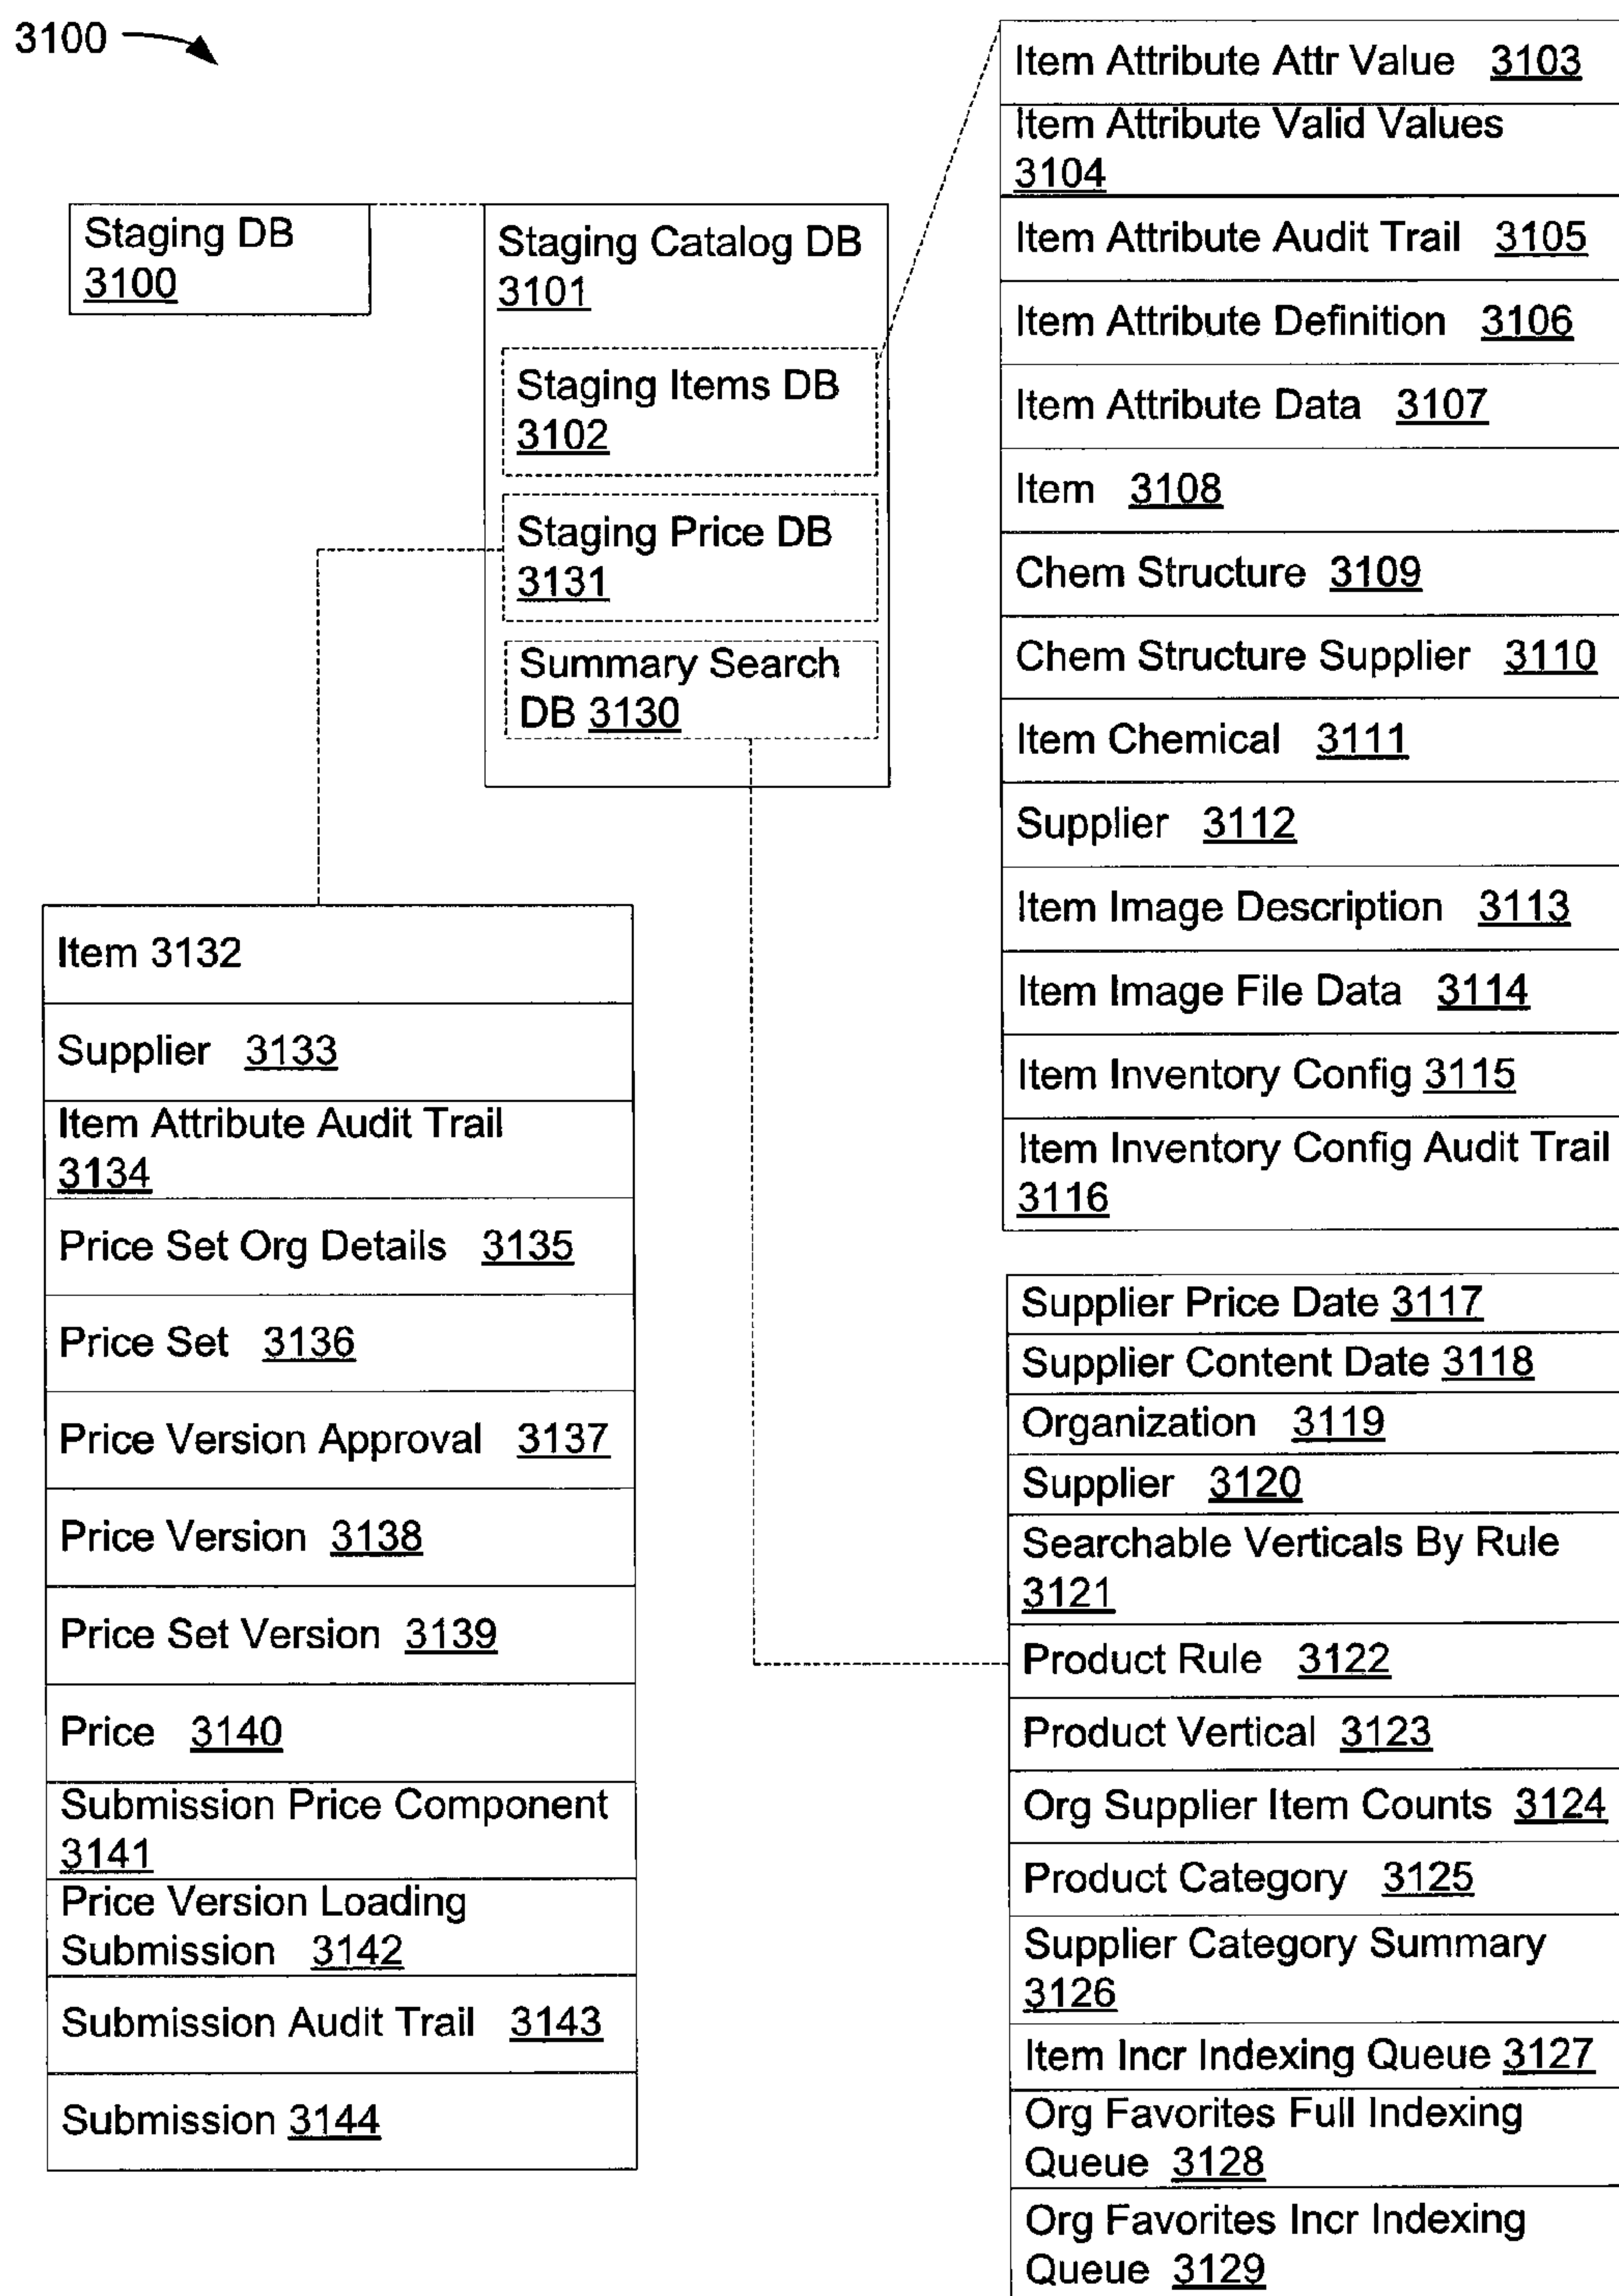 3100
Staging DB
3100
Staging Catalog DB
3101
Staging Items DB
3102
Staging Price DB
3131
Summary Search
DB 3130
Item Attribute Attr Value 3103
Item Attribute Valid Values
3104
Item Attribute Audit Trail 3105
Item Attribute Definition 3106
Item Attribute Data 3107
Item 3108
Chem Structure 3109
Chem Structure Supplier 3110
Item Chemical 3111
Supplier 3112
Item Image Description 3113
Item Image File Data 3114
Item Inventory Config 3115
Item Inventory Config Audit Trail
3116
Item 3132
Supplier 3133
Item Attribute Audit Trail
3134
Price Set Org Details 3135
Price Set 3136
Price Version Approval 3137
Price Version 3138
Price Set Version 3139
Price 3140
Submission Price Component
3141
Price Version Loading
Submission 3142
Submission Audit Trail 3143
Submission 3144
Supplier Price Date 3117
Supplier Content Date 3118
Organization 3119
Supplier 3120
Searchable Verticals By Rule
3121
Product Rule 3122
Product Vertical 3123
Org Supplier Item Counts 3124
Product Category 3125
Supplier Category Summary
3126
Item Incr Indexing Queue 3127
Org Favorites Full Indexing
Queue 3128
Org Favorites Incr Indexing
Queue 3129